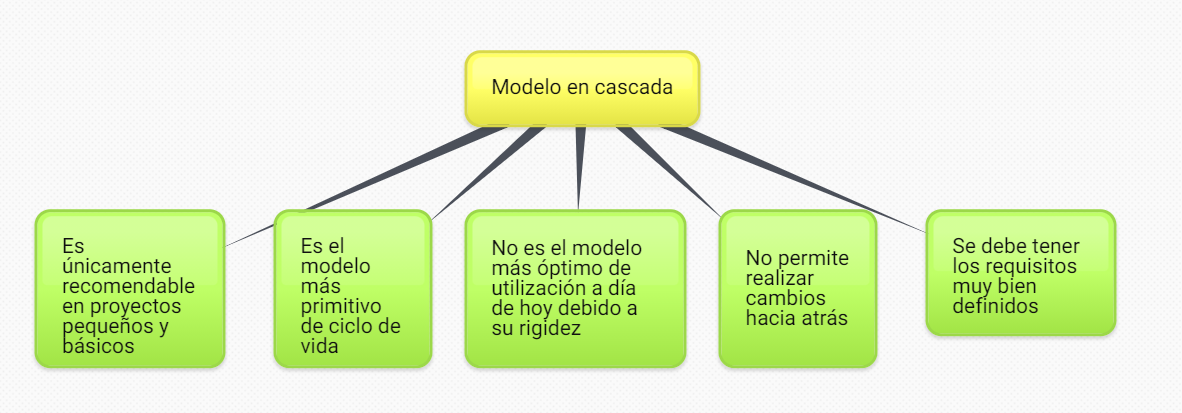 Modelo en cascada
Es
únicamente
recomendable
en proyectos
pequeños y
básicos
Es el
modelo
más
primitivo
de ciclo de
vida
No es el modelo
más óptimo de
utilización a día
de hoy debido a
su rigidez
No permite
realizar
cambios
hacia atrás
Se debe tener
los requisitos
muy bien
definidos